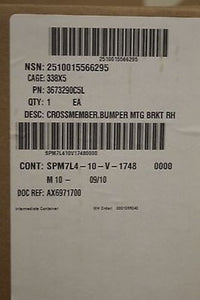 2510015566295
NSN: 2510015566295
CAGE: 338X5
PN: 3673290C5L
QTY: 1 EA
DESC: CROSSMEMBER.BUMPER MTG BRKT RH
SPM7L410V17480000
CONT: SPM7L4-10-V-1748 0000
M 10 - 09/10
DOC REF: AX6971700
Intermediate Container